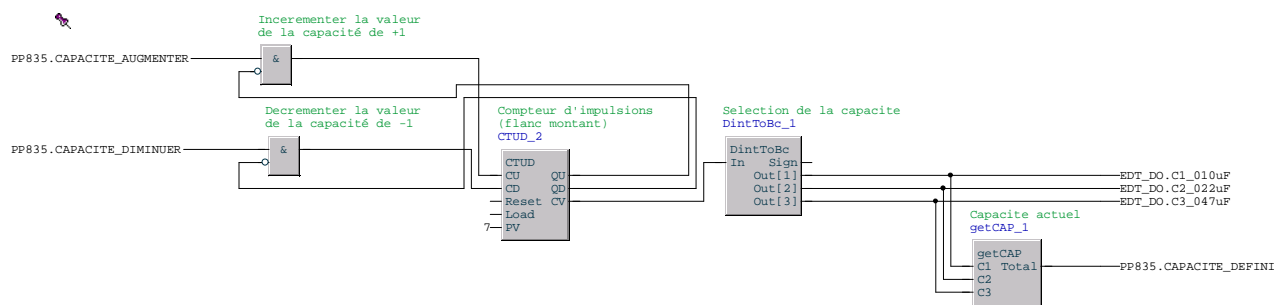 Incerementer la valeur
de la capacité de +1
PP835.CAPACITE_AUGMENTER
&
Decrementer la valeur
de la capacité de -1
PP835.CAPACITE_DIMINUER
&
Compteur d'impulsions
(flanc montant)
CTUD_2
CTUD
CU QU
CD QD
Reset CV
Load
7 PV
Selection de la capacite
DintToBc_1
DintToBc
In Sign
Out[1]
Out[2]
Out[3]
EDT_DO.C1_010uF
EDT_DO.C2_022uF
EDT_DO.C3_047uF
Capacite actuel
getCAP_1
getCAP
C1 Total
C2
C3
PP835.CAPACITE_DEFINI